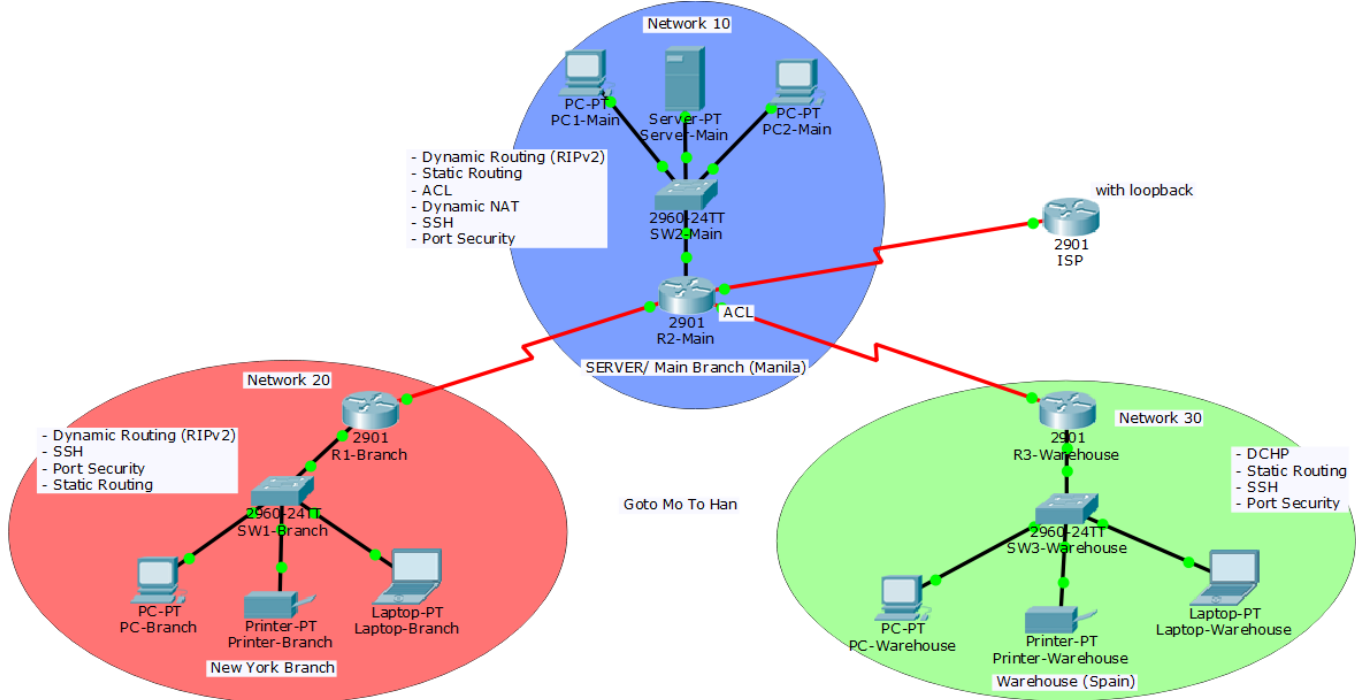 Network 10
PC-PT
PC1-Main
Server-PT
Server-Main
PC-PT
PC2-Main
- Dynamic Routing (RIPv2)
- Static Routing
- ACL
- Dynamic NAT
- SSH
- Port Security
2960-24TT
SW2-Main
with loopback
2901
ISP
2901
R2-Main
ACL
SERVER/ Main Branch (Manila)
Network 20
2901
R1-Branch
- Dynamic Routing (RIPv2)
- SSH
- Port Security
- Static Routing
2960-24TT
SW1-Branch
PC-PT
PC-Branch
Printer-PT
Printer-Branch
Laptop-PT
Laptop-Branch
New York Branch
Goto Mo To Han
Network 30
2901
R3-Warehouse
- DCHP
- Static Routing
- SSH
- Port Security
2960-24TT
SW3-Warehouse
PC-PT
PC-Warehouse
Printer-PT
Printer-Warehouse
Laptop-PT
Laptop-Warehouse
Warehouse (Spain)